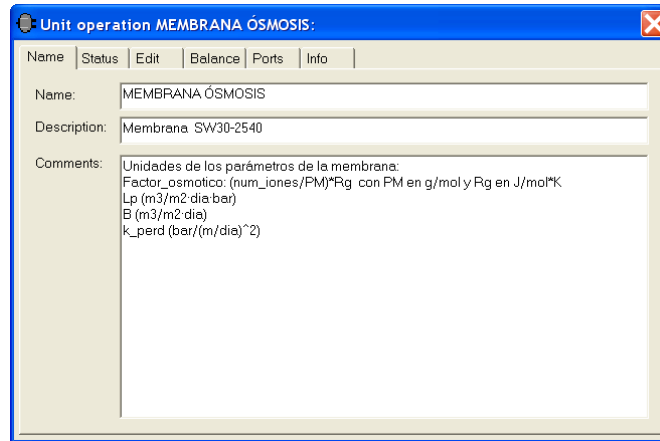 Unit operation MEMBRANA ÓSMOSIS:
Name Status Edit Balance Ports Info
Name: MEMBRANA ÓSMOSIS
Description: Membrana SW30-2540
Comments: Unidades de los parámetros de la membrana:
Factor_osmotico: (num_iones/PM)*Rg con PM en g/mol y Rg en J/mol*K
Lp (m3/m2·dia·bar)
B (m3/m2·dia)
k_perd (bar/(m/dia)^2)